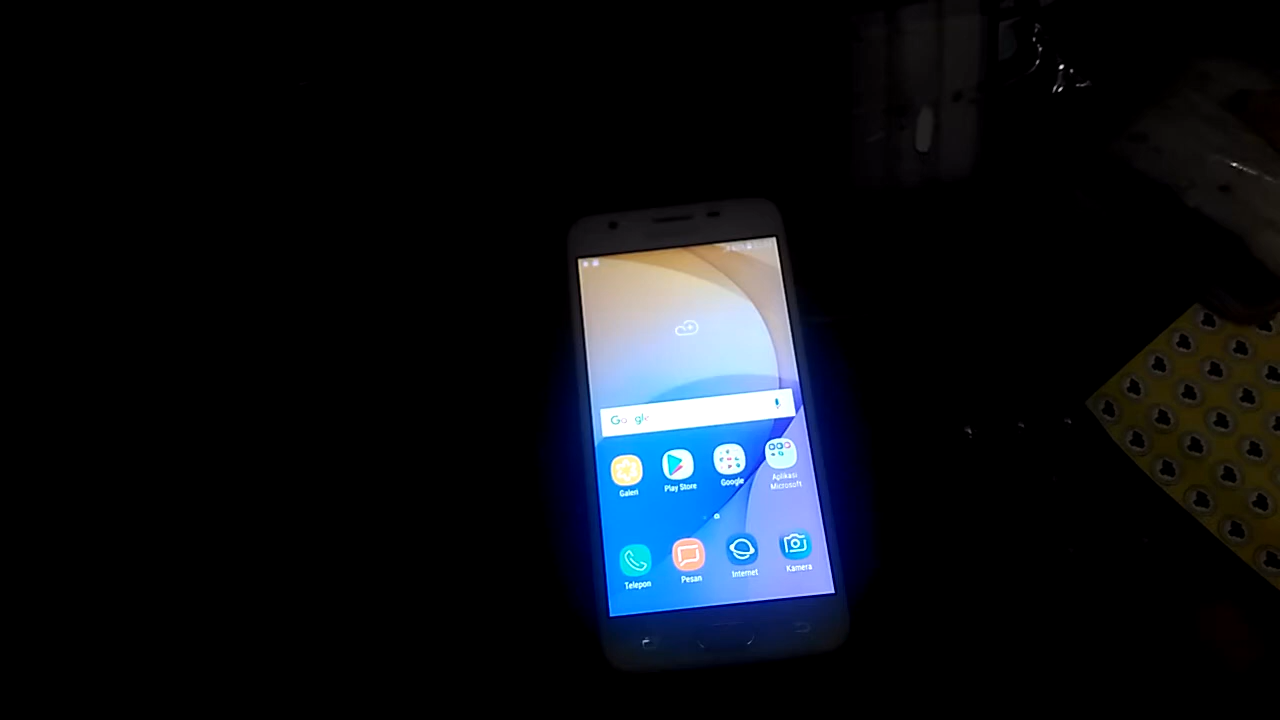 Google
Galeri
Play Store
Google
Aplikasi
Microsoft
Telepon
Pesan
Internet
Kamera